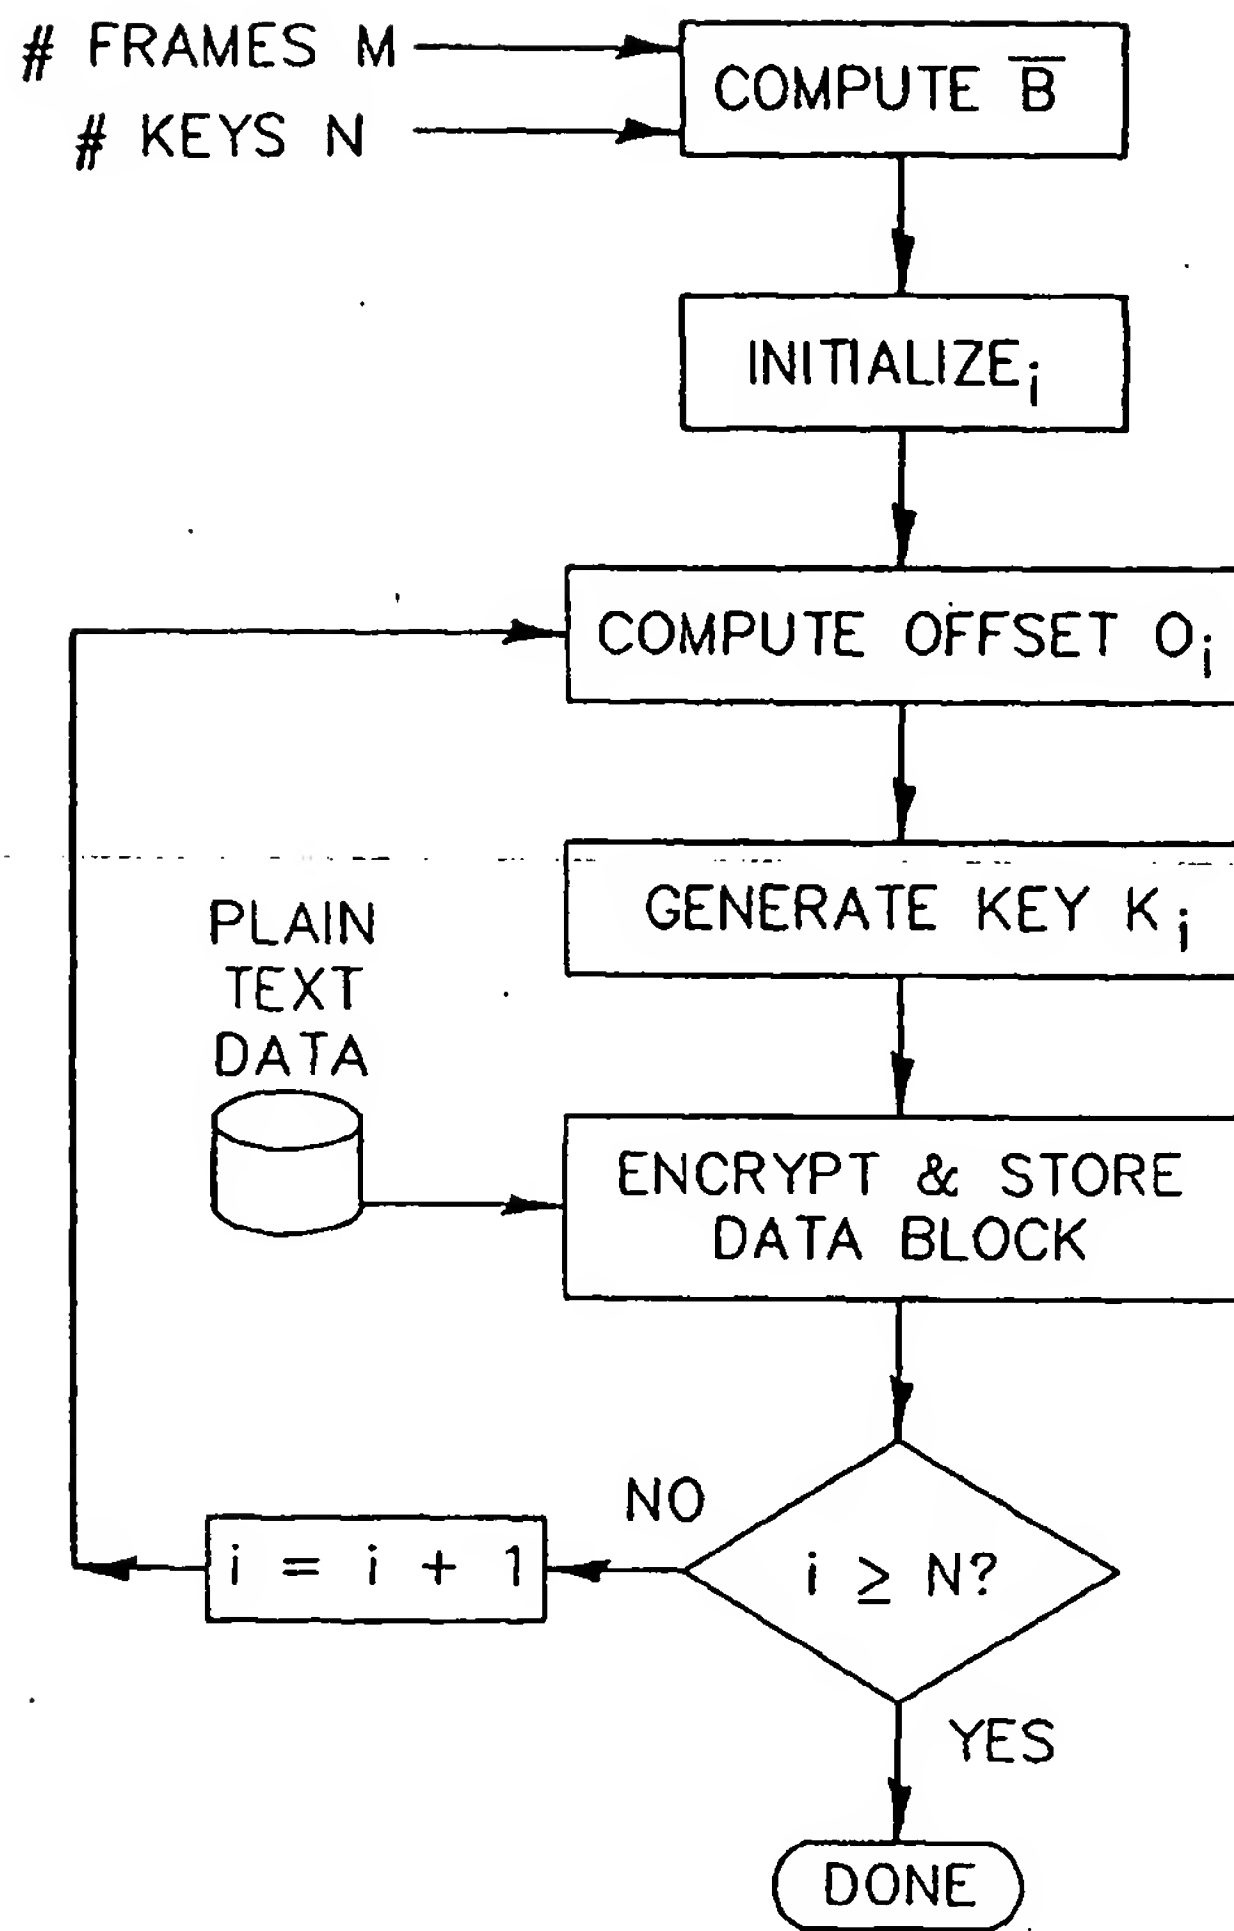 # FRAMES M
# KEYS N
COMPUTE B̅
INITIALIZEi
COMPUTE OFFSET Oi
GENERATE KEY Ki
PLAIN
TEXT
DATA
ENCRYPT & STORE
DATA BLOCK
NO
i = i + 1
i ≥ N?
YES
DONE